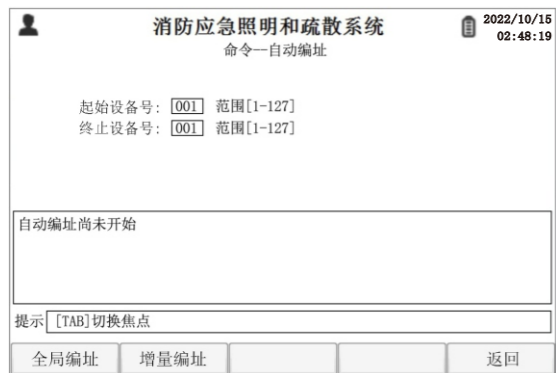 消防应急照明和疏散系统
2022/10/15
02:48:19
命令--自动编址
起始设备号: 001 范围[1-127]
终止设备号: 001 范围[1-127]
自动编址尚未开始
提示 [TAB]切换焦点
全局编址 增量编址 返回